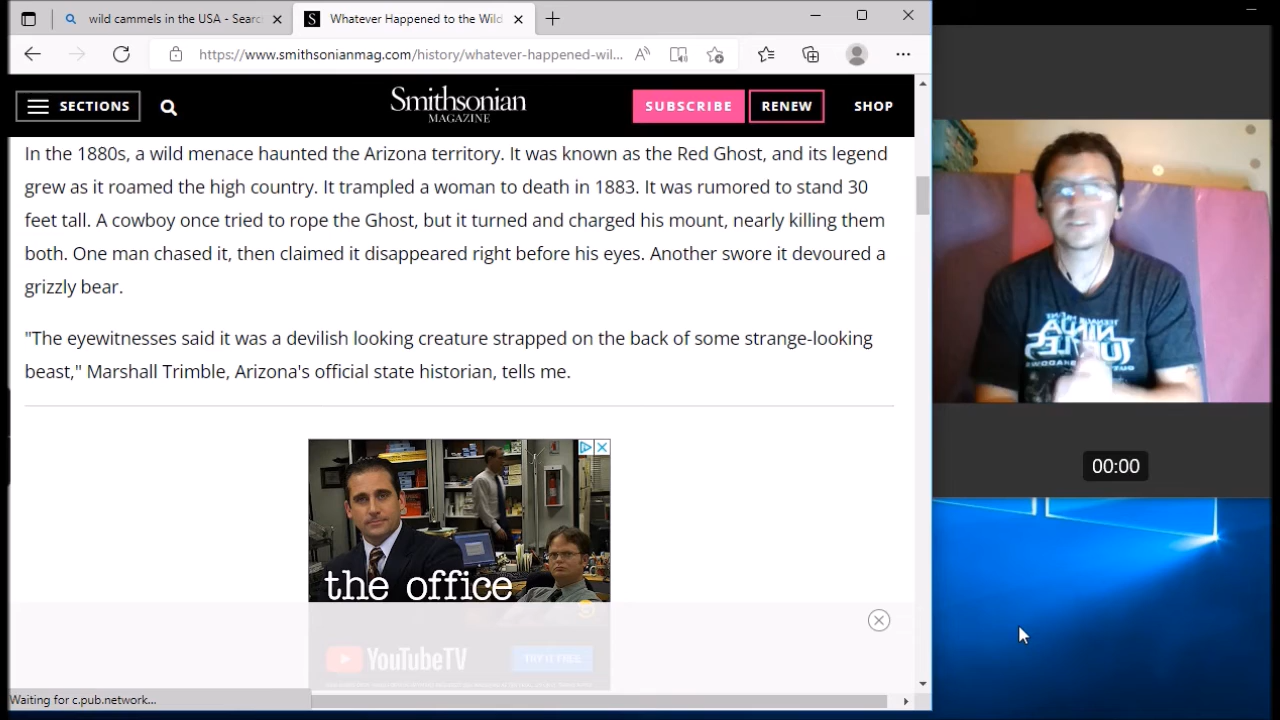 wild cammels in the USA - Searc
Whatever Happened to the Wild
https://www.smithsonianmag.com/history/whatever-happened-wil...
SECTIONS
Smithsonian
MAGAZINE
SUBSCRIBE
RENEW
SHOP
In the 1880s, a wild menace haunted the Arizona territory. It was known as the Red Ghost, and its legend
grew as it roamed the high country. It trampled a woman to death in 1883. It was rumored to stand 30
feet tall. A cowboy once tried to rope the Ghost, but it turned and charged his mount, nearly killing them
both. One man chased it, then claimed it disappeared right before his eyes. Another swore it devoured a
grizzly bear.
"The eyewitnesses said it was a devilish looking creature strapped on the back of some strange-looking
beast," Marshall Trimble, Arizona's official state historian, tells me.
the office
YouTubeTV
TRY IT FREE
Waiting for c.pub.network...
NINJA
TURTLES
00:00